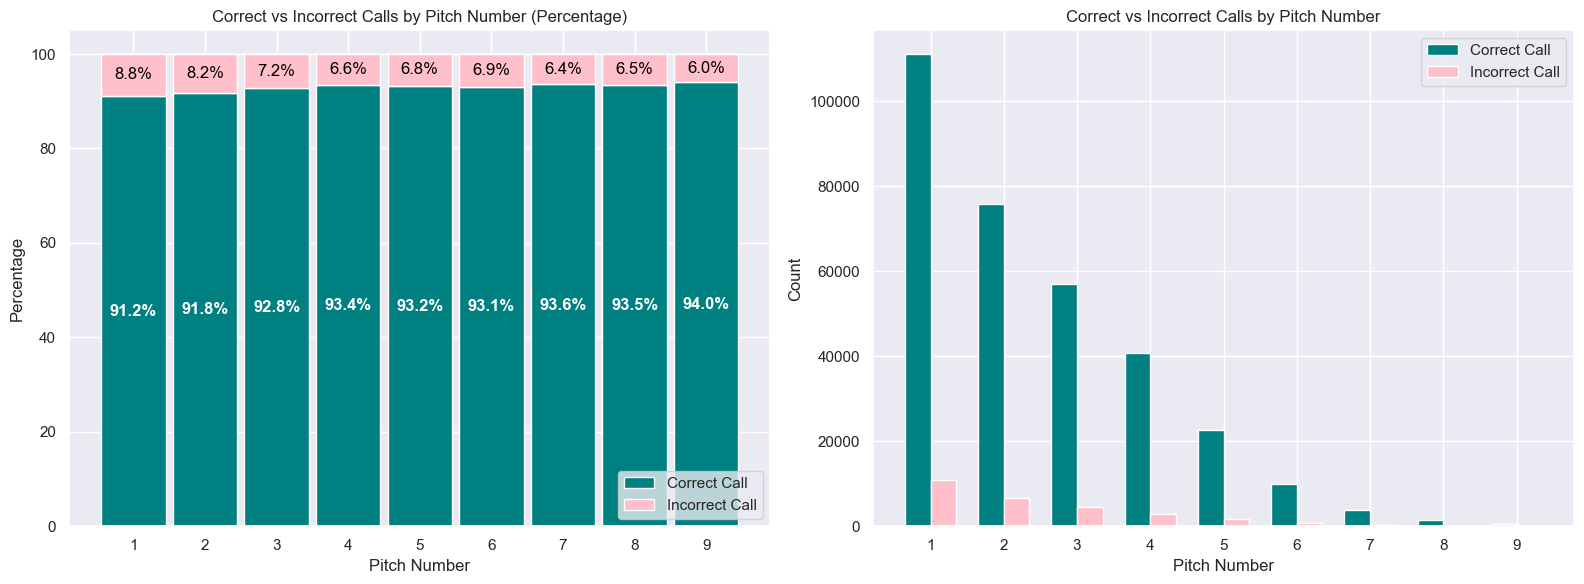 Correct vs Incorrect Calls by Pitch Number (Percentage)
100
80
60
40
20
0
Percentage
8.8% 8.2% 7.2% 6.6% 6.8% 6.9% 6.4% 6.5% 6.0%
91.2% 91.8% 92.8% 93.4% 93.2% 93.1% 93.6% 93.5% 94.0%
Correct Call
Incorrect Call
1 2 3 4 5 6 7 8 9
Pitch Number
Correct vs Incorrect Calls by Pitch Number
Correct Call
Incorrect Call
100000
80000
60000
40000
20000
0
Count
1 2 3 4 5 6 7 8 9
Pitch Number